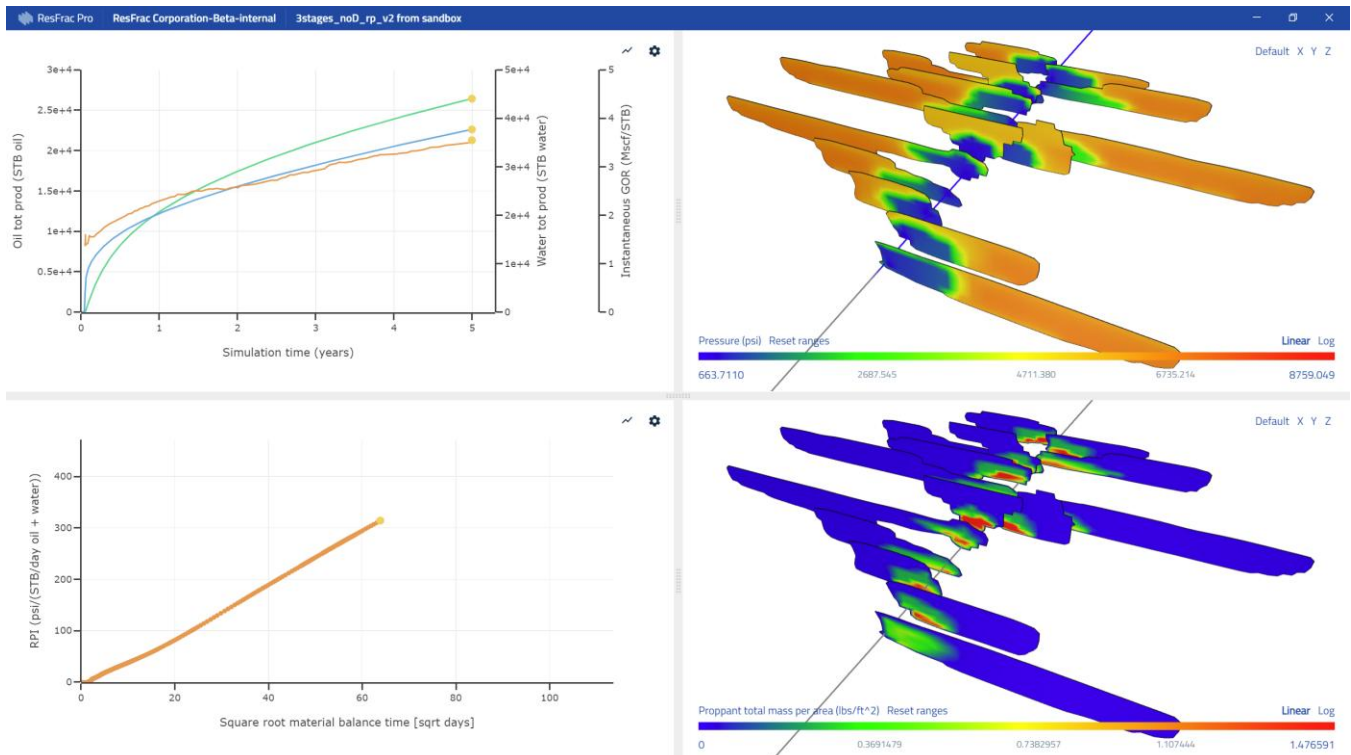 ResFrac Pro ResFrac Corporation-Beta-internal 3stages_noD_rp_v2 from sandbox
Oil tot prod (STB oil)
3e+4
2.5e+4
2e+4
1.5e+4
1e+4
0.5e+4
0
0 1 2 3 4 5
Simulation time (years)
5e+4
4e+4
3e+4
2e+4
1e+4
0
Water tot prod (STB water)
5
4
3
2
1
0
Instantaneous GOR (Mscf/STB)
Default X Y Z
Pressure (psi) Reset ranges Linear Log
663.7110 2687.545 4711.380 6735.214 8759.049
RPI (psi/(STB/day oil + water))
400
300
200
100
0
0 20 40 60 80 100
Square root material balance time [sqrt days]
Default X Y Z
Proppant total mass per area (lbs/ft^2) Reset ranges Linear Log
0 0.3691479 0.7382957 1.107444 1.476591